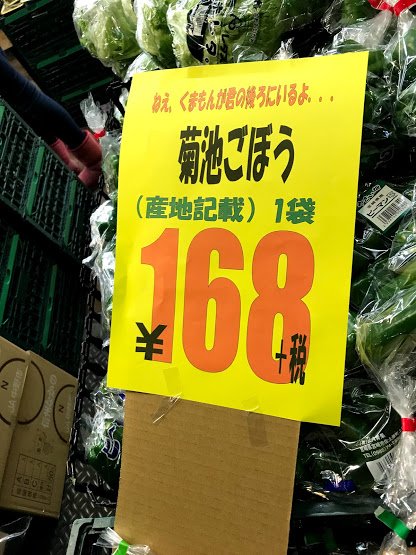 ねえ、くまもんが君の後ろにいるよ...
菊池ごぼう
(産地記載) 1袋
¥168+税